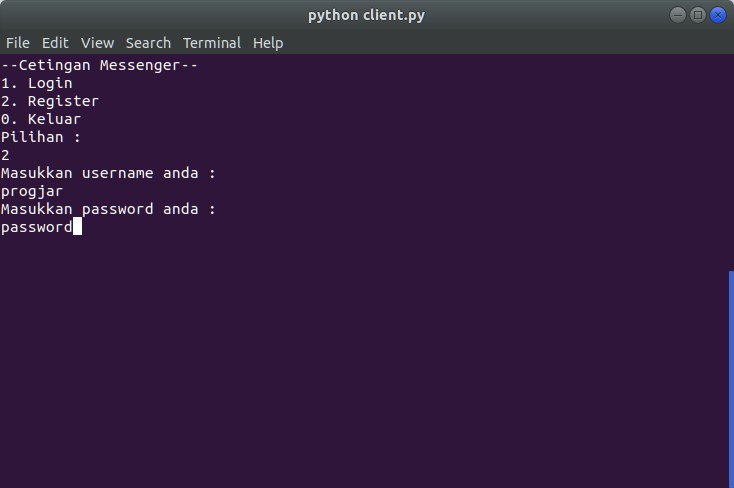 python client.py
File Edit View Search Terminal Help
--Cetingan Messenger--
1. Login
2. Register
0. Keluar
Pilihan :
2
Masukkan username anda :
progjar
Masukkan password anda :
password